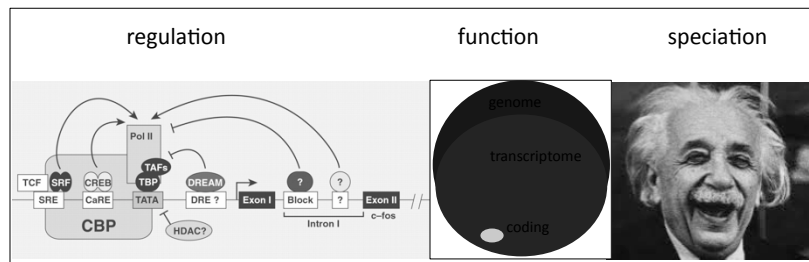 regulation
function
speciation
Pol II
TAFs
TCF
SRF
CREB
TBP
DREAM
?
?
SRE
CaRE
TATA
DRE ?
Exon I
Block
?
Exon II
c–fos
CBP
HDAC?
Intron I
genome
transcriptome
coding